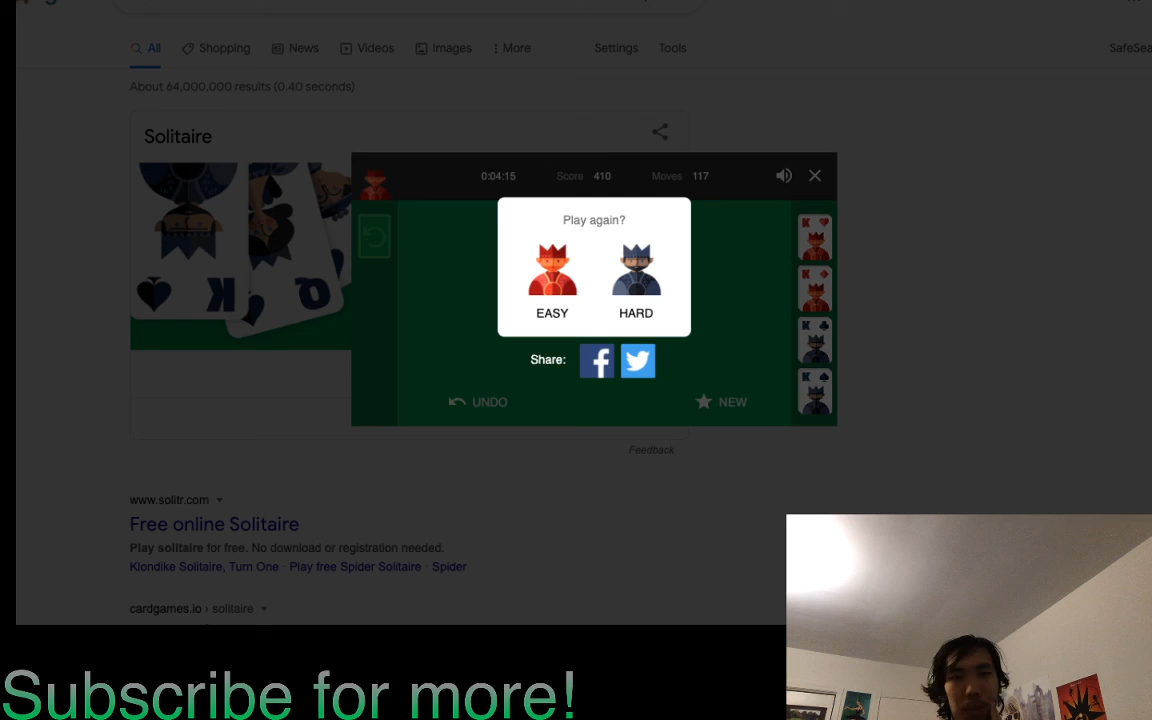 All Shopping News Videos Images More Settings Tools
About 64,000,000 results (0.40 seconds)
Solitaire
0:04:15 Score 410 Moves 117
Play again?
EASY HARD
Share:
UNDO NEW
K
K
K
K
K Q
Feedback
www.solitr.com
Free online Solitaire
Play solitaire for free. No download or registration needed.
Klondike Solitaire, Turn One · Play free Spider Solitaire · Spider
cardgames.io › solitaire
Subscribe for more!